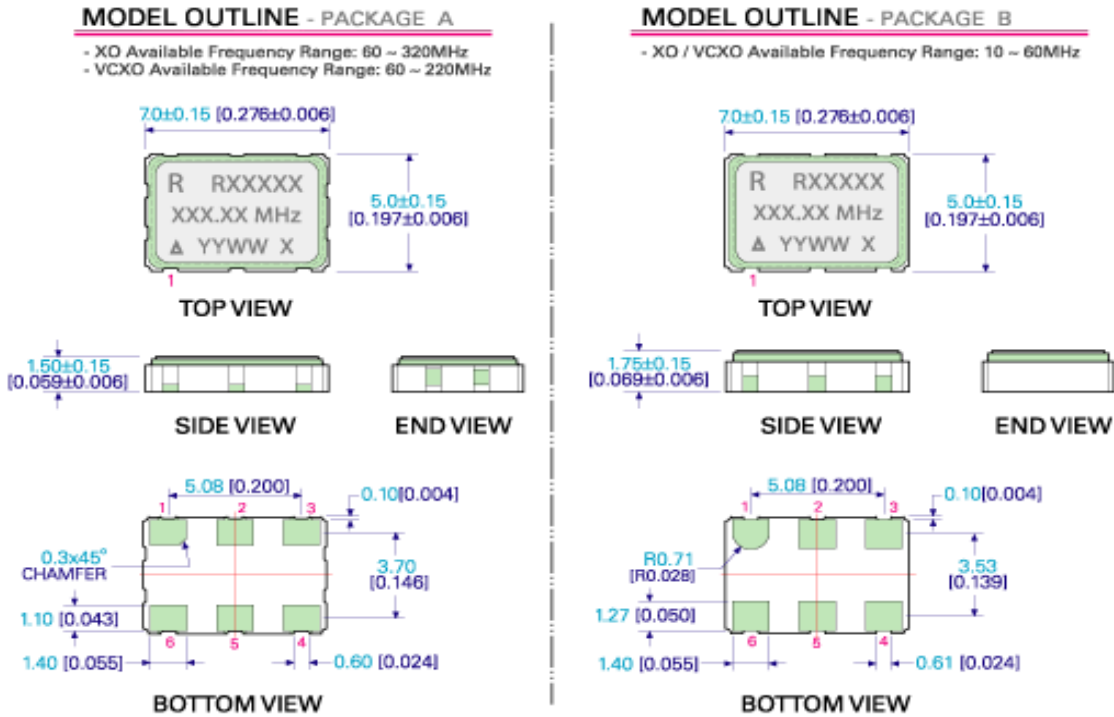 MODEL OUTLINE - PACKAGE A
- XO Available Frequency Range: 60 ~ 320MHz
- VCXO Available Frequency Range: 60 ~ 220MHz
7.0±0.15 [0.276±0.006]
R RXXXXX
XXX.XX MHz
Δ YYWW X
5.0±0.15
[0.197±0.006]
1
TOP VIEW
1.50±0.15
[0.059±0.006]
SIDE VIEW
END VIEW
5.08 [0.200]
0.10[0.004]
1 2 3
0.3x45°
CHAMFER
3.70
[0.146]
1.10 [0.043]
6 5 4
1.40 [0.055]
0.60 [0.024]
BOTTOM VIEW
MODEL OUTLINE - PACKAGE B
- XO / VCXO Available Frequency Range: 10 ~ 60MHz
7.0±0.15 [0.276±0.006]
R RXXXXX
XXX.XX MHz
Δ YYWW X
5.0±0.15
[0.197±0.006]
1
TOP VIEW
1.75±0.15
[0.069±0.006]
SIDE VIEW
END VIEW
5.08 [0.200]
0.10[0.004]
1 2 3
R0.71
[R0.028]
3.53
[0.139]
1.27 [0.050]
6 5 4
1.40 [0.055]
0.61 [0.024]
BOTTOM VIEW